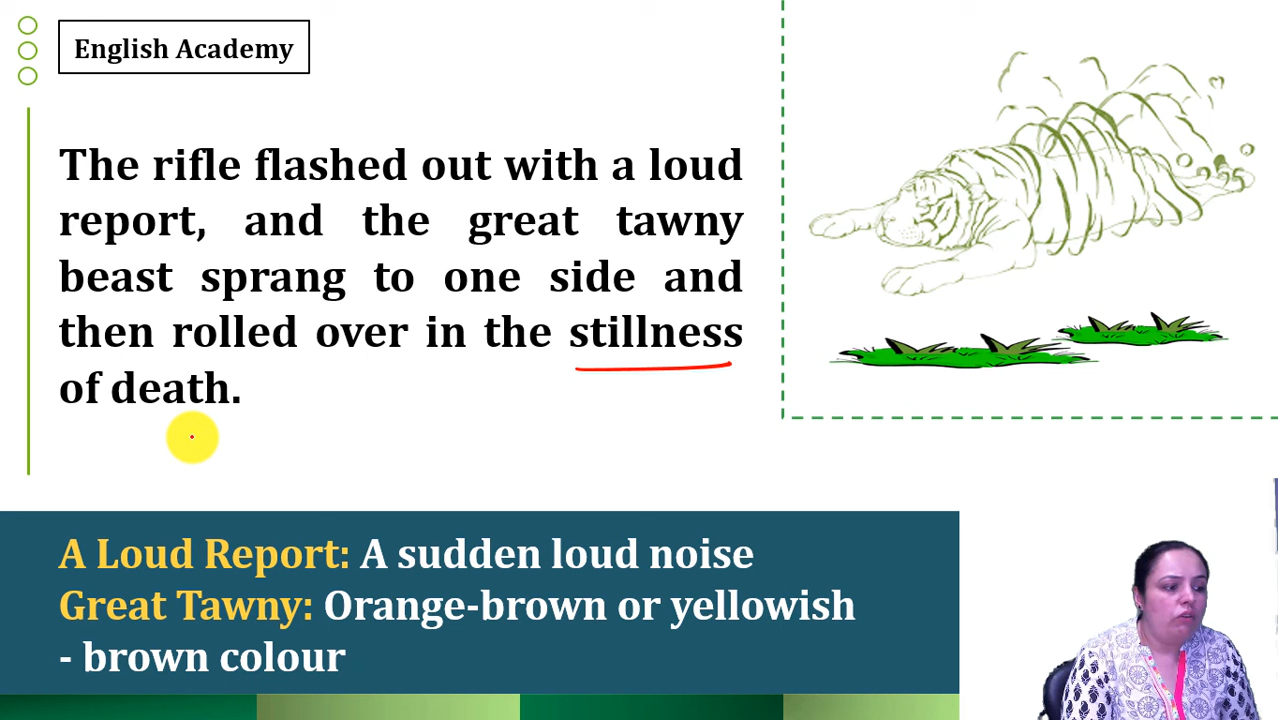 English Academy
The rifle flashed out with a loud
report, and the great tawny
beast sprang to one side and
then rolled over in the stillness
of death.
A Loud Report: A sudden loud noise
Great Tawny: Orange-brown or yellowish
- brown colour